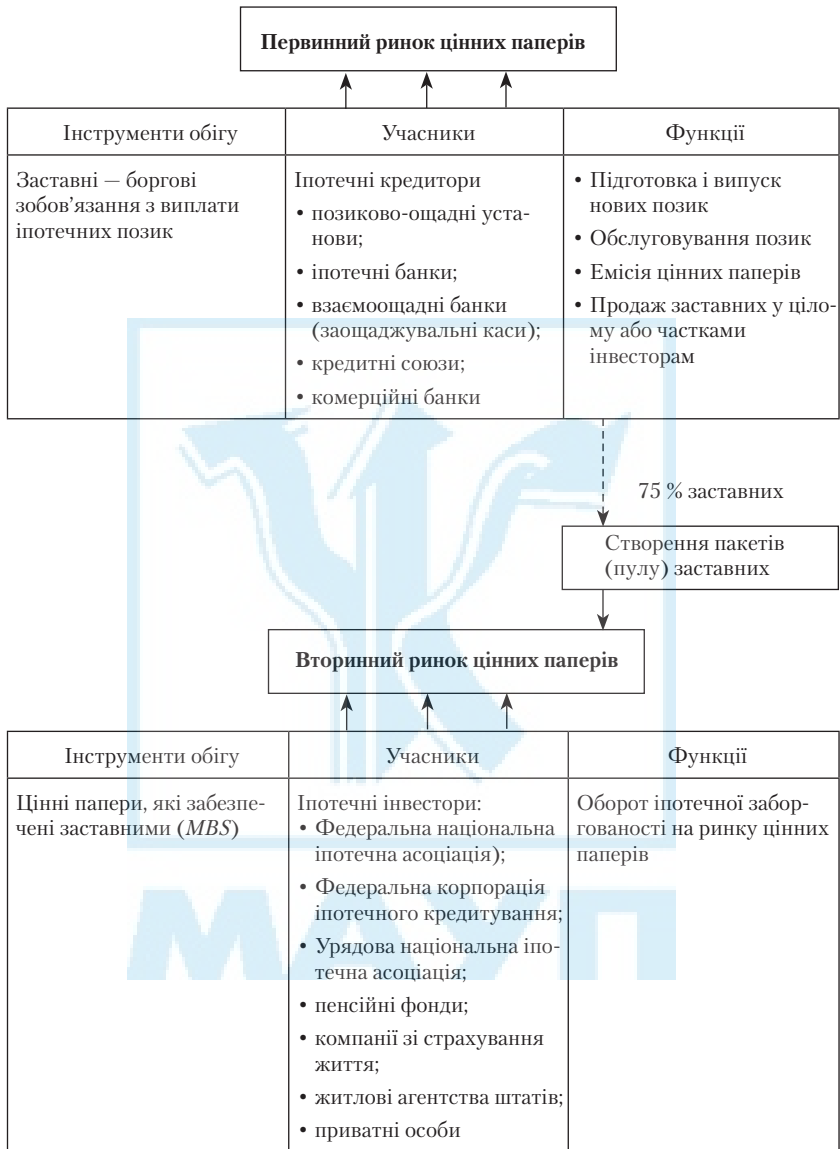 Первинний ринок цінних паперів
Інструменти обігу
Учасники
Функції
Заставні — боргові
зобов'язання з виплати
іпотечних позик
Іпотечні кредитори
• позиково-ощадні уста-
нови;
• іпотечні банки;
• взаємоощадні банки
(заощаджувальні каси);
• кредитні союзи;
• комерційні банки
• Підготовка і випуск
нових позик
• Обслуговування позик
• Емісія цінних паперів
• Продаж заставних у ціло-
му або частками
інвесторам
75 % заставних
Створення пакетів
(пулу) заставних
Вторинний ринок цінних паперів
Інструменти обігу
Учасники
Функції
Цінні папери, які забезпе-
чені заставними (MBS)
Іпотечні інвестори:
• Федеральна національна
іпотечна асоціація);
• Федеральна корпорація
іпотечного кредитування;
• Урядова національна іпо-
течна асоціація;
• пенсійні фонди;
• компанії зі страхування
життя;
• житлові агентства штатів;
• приватні особи
Оборот іпотечної забор-
гованості на ринку цінних
паперів
МАУП